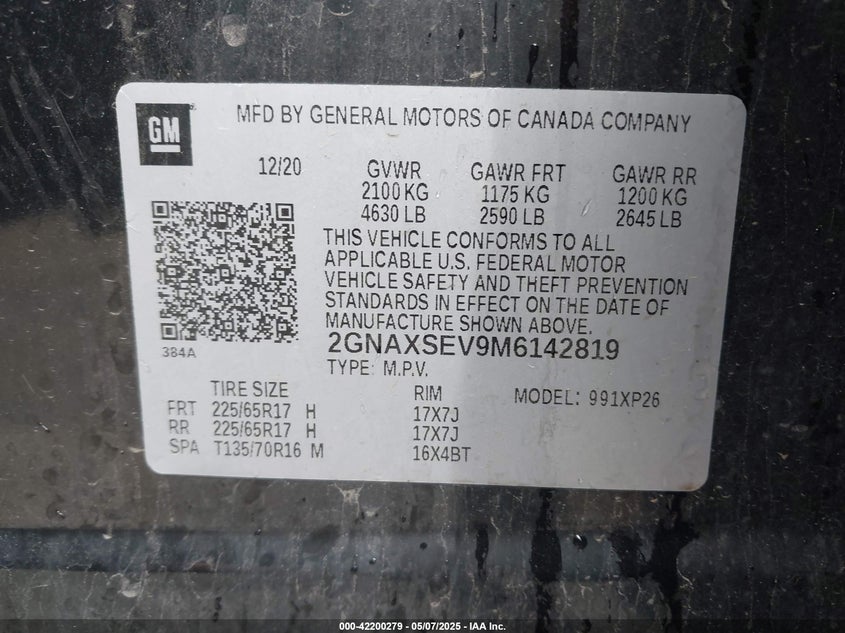 GM
MFD BY GENERAL MOTORS OF CANADA COMPANY
12/20 GVWR GAWR FRT GAWR RR
2100 KG 1175 KG 1200 KG
4630 LB 2590 LB 2645 LB
THIS VEHICLE CONFORMS TO ALL
APPLICABLE U.S. FEDERAL MOTOR
VEHICLE SAFETY AND THEFT PREVENTION
STANDARDS IN EFFECT ON THE DATE OF
MANUFACTURE SHOWN ABOVE.
384A
2GNAXSEV9M6142819
TYPE: M.P.V.
TIRE SIZE RIM MODEL: 991XP26
FRT 225/65R17 H 17X7J
RR 225/65R17 H 17X7J
SPA T135/70R16 M 16X4BT
000-42200279 - 05/07/2025 - IAA Inc.